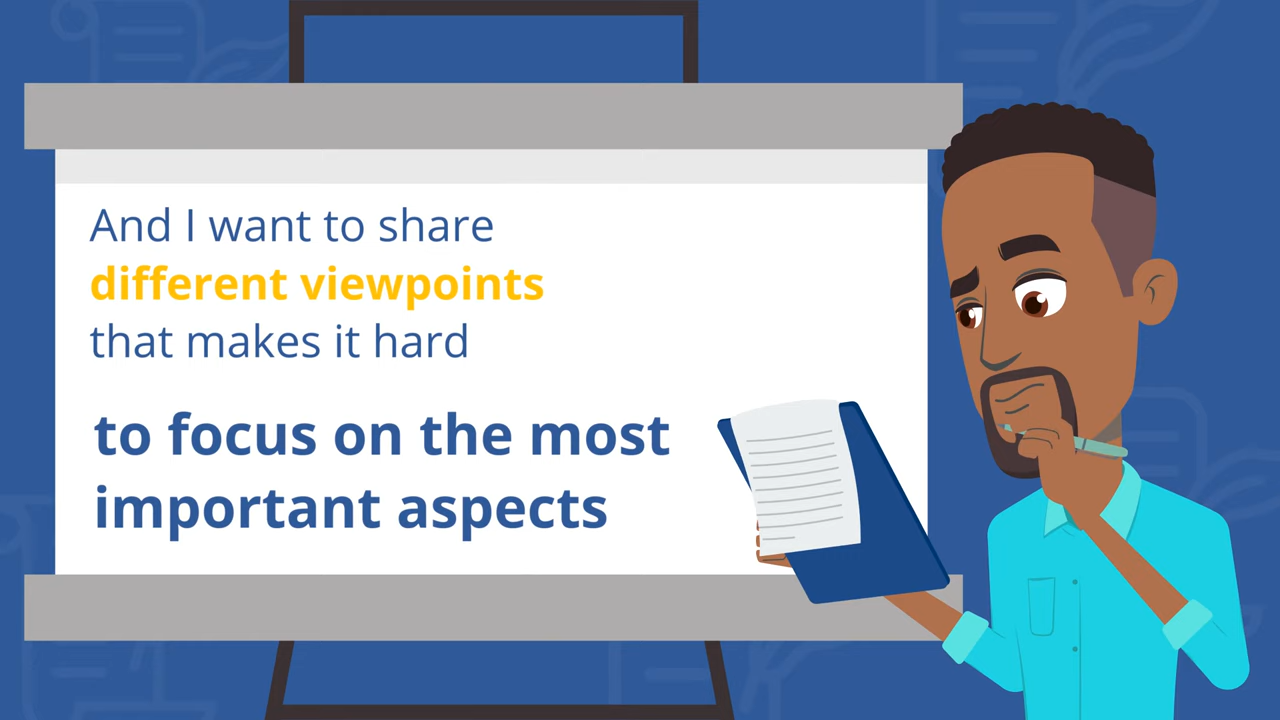 And I want to share
different viewpoints
that makes it hard
to focus on the most
important aspects